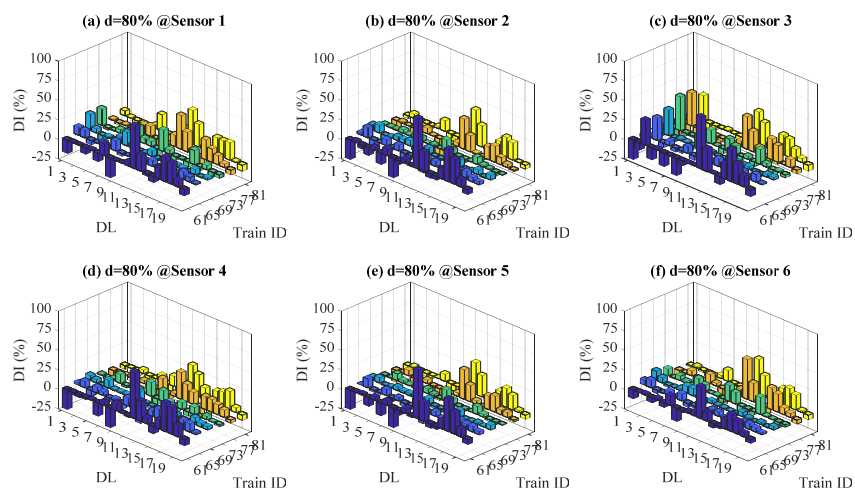 (a) d=80% @Sensor 1
(b) d=80% @Sensor 2
(c) d=80% @Sensor 3
DI (%)
100
75
50
25
0
-25
1 3 5 7 9 11 13 15 17 19
DL
61 65 69 73 77 81
Train ID
DI (%)
100
75
50
25
0
-25
1 3 5 7 9 11 13 15 17 19
DL
61 65 69 73 77 81
Train ID
DI (%)
100
75
50
25
0
-25
1 3 5 7 9 11 13 15 17 19
DL
61 65 69 73 77 81
Train ID
(d) d=80% @Sensor 4
(e) d=80% @Sensor 5
(f) d=80% @Sensor 6
DI (%)
100
75
50
25
0
-25
1 3 5 7 9 11 13 15 17 19
DL
61 65 69 73 77 81
Train ID
DI (%)
100
75
50
25
0
-25
1 3 5 7 9 11 13 15 17 19
DL
61 65 69 73 77 81
Train ID
DI (%)
100
75
50
25
0
-25
1 3 5 7 9 11 13 15 17 19
DL
61 65 69 73 77 81
Train ID